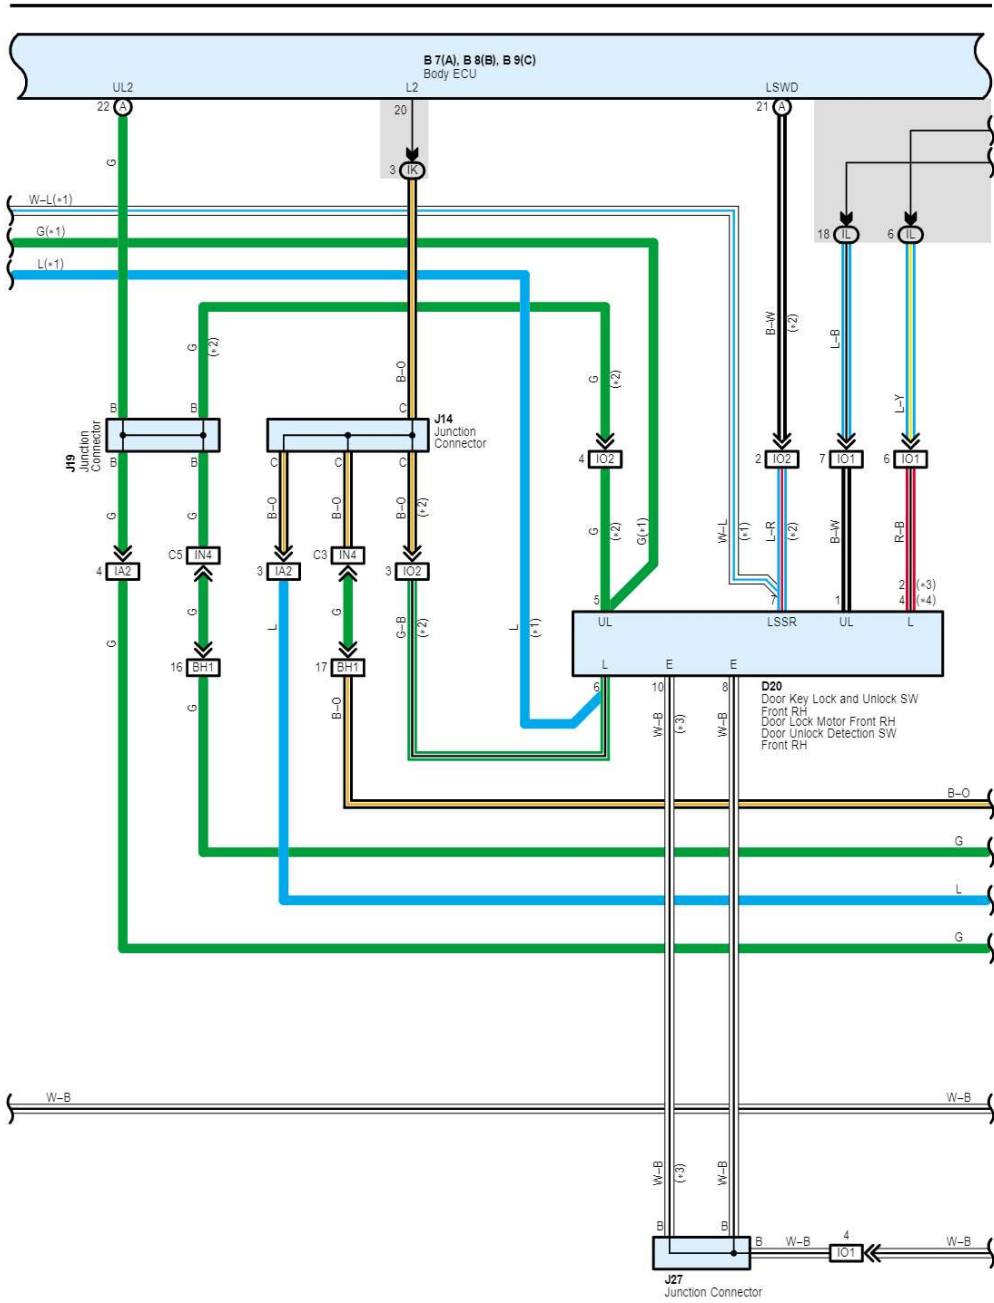 B 7(A), B 8(B), B 9(C)
Body ECU
UL2
L2
LSWD
22 A
20
21 A
G
3 IK
W–L(*1)
G(*1)
L(*1)
18 IL
6 IL
G
(*2)
B–O
G
(*2)
B–W
(*2)
L–B
L–Y
B
B
C
J14
Junction
Connector
J19
Junction
Connector
B
B
C
C
C
4 IO2
2 IO2
7 IO1
6 IO1
G
G
B–O
B–O
B–O
(*2)
G
(*2)
G(*1)
W–L
(*1)
L–R
(*2)
B–W
R–B
C5 IN4
C3 IN4
4 IA2
3 IA2
3 IO2
2 (*3)
5
7
1
4 (*4)
G
G
L
G
G–B
(*2)
L
(*1)
UL
LSSR
UL
L
16 BH1
17 BH1
L
E
E
6
10
8
D20
Door Key Lock and Unlock SW
Front RH
Door Lock Motor Front RH
Door Unlock Detection SW
Front RH
G
B–O
W–B
(*3)
W–B
B–O
G
L
G
W–B
W–B
W–B
(*3)
W–B
B
B
B
W–B
4
IO1
W–B
J27
Junction Connector